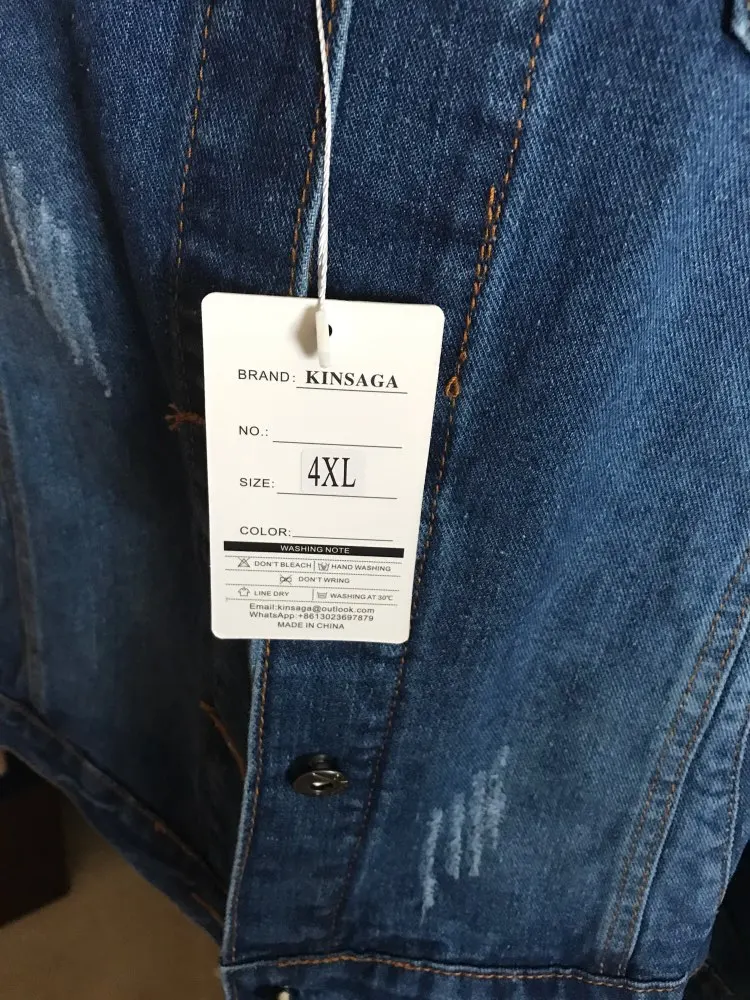 BRAND: KINSAGA
NO.:
SIZE: 4XL
COLOR:
WASHING NOTE
DON'T BLEACH HAND WASHING
DON'T WRING
LINE DRY WASHING AT 30℃
Email:kinsaga@outlook.com
WhatsApp:+8613023697879
MADE IN CHINA